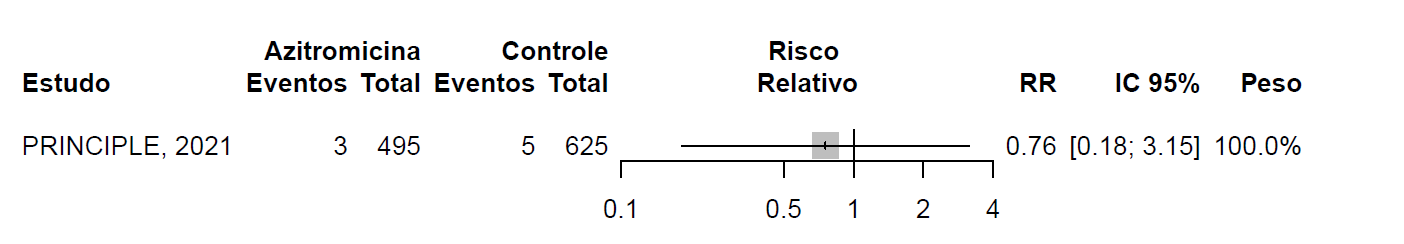 Azitromicina Controle Risco
Estudo Eventos Total Eventos Total Relativo RR IC 95% Peso
PRINCIPLE, 2021 3 495 5 625 0.76 [0.18; 3.15] 100.0%
0.1 0.5 1 2 4